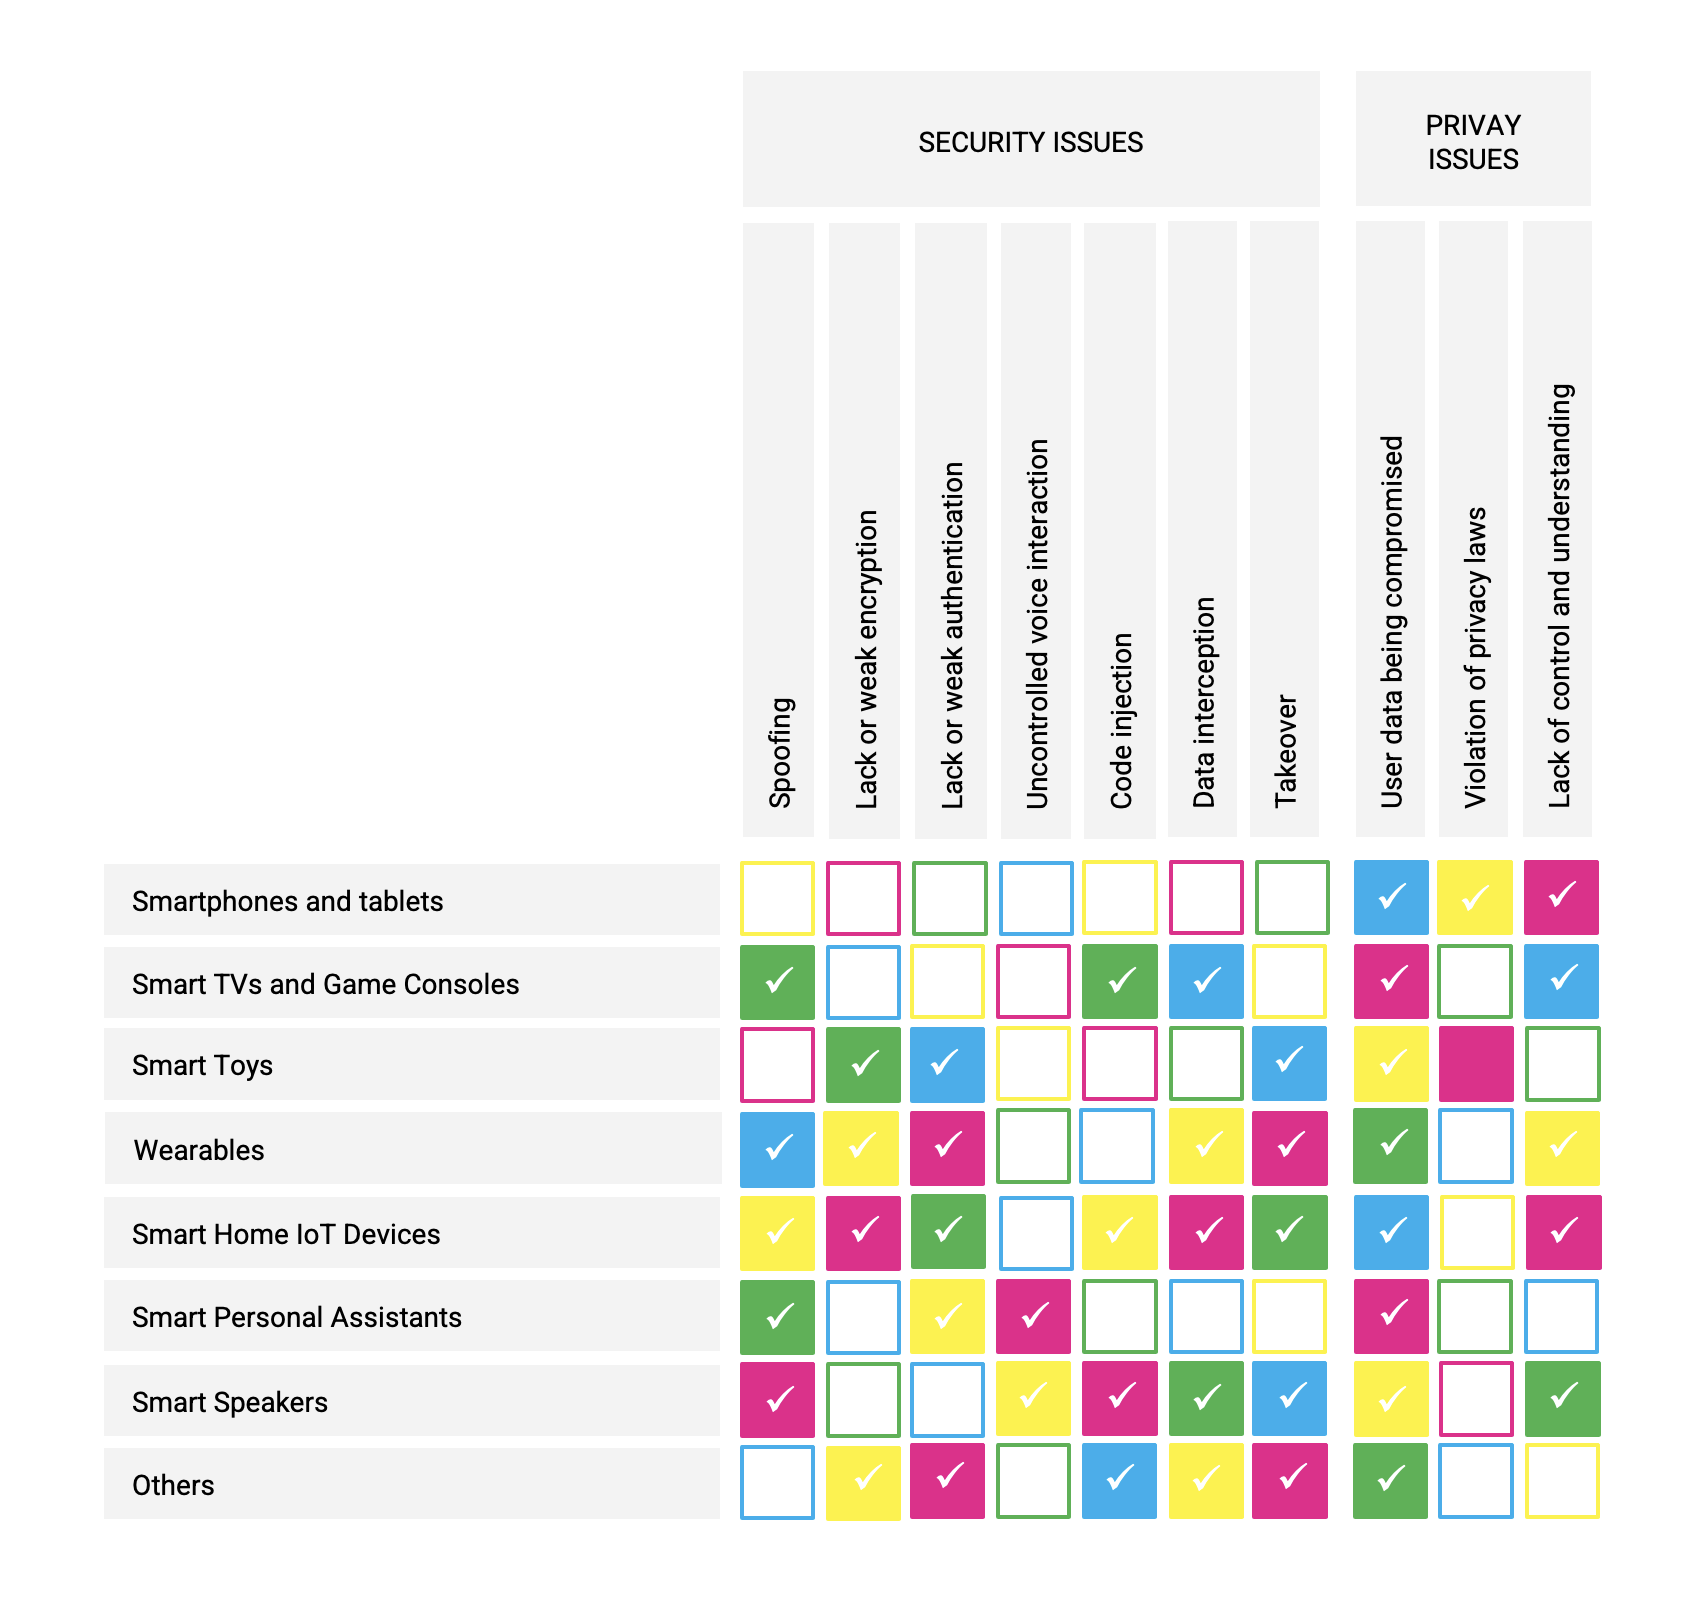 SECURITY ISSUES
PRIVAY
ISSUES
Spoofing
Lack or weak encryption
Lack or weak authentication
Uncontrolled voice interaction
Code injection
Data interception
Takeover
User data being compromised
Violation of privacy laws
Lack of control and understanding
Smartphones and tablets
Smart TVs and Game Consoles
Smart Toys
Wearables
Smart Home IoT Devices
Smart Personal Assistants
Smart Speakers
Others